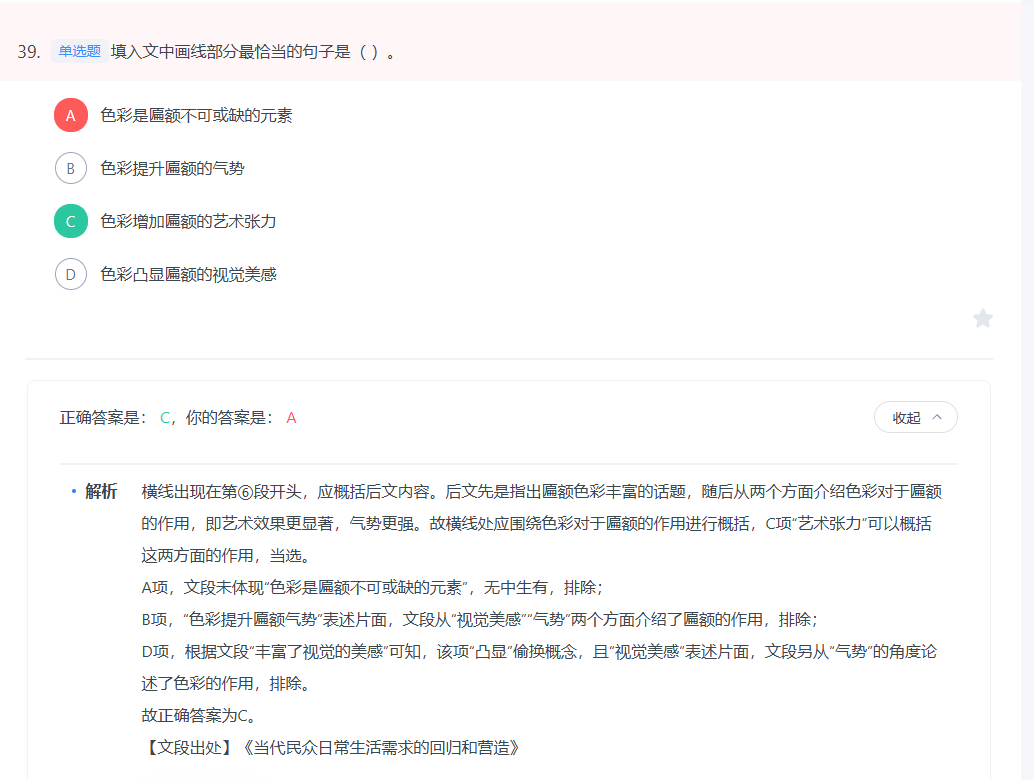 39. 单选题 填入文中画线部分最恰当的句子是（ ）。
A 色彩是匾额不可或缺的元素
B 色彩提升匾额的气势
C 色彩增加匾额的艺术张力
D 色彩凸显匾额的视觉美感
正确答案是： C，你的答案是： A
收起
• 解析 横线出现在第⑥段开头，应概括后文内容。后文先是指出匾额色彩丰富的话题，随后从两个方面介绍色彩对于匾额
的作用，即艺术效果更显著，气势更强。故横线处应围绕色彩对于匾额的作用进行概括，C项“艺术张力”可以概括
这两方面的作用，当选。
A项，文段未体现“色彩是匾额不可或缺的元素”，无中生有，排除；
B项，“色彩提升匾额气势”表述片面，文段从“视觉美感”“气势”两个方面介绍了匾额的作用，排除；
D项，根据文段“丰富了视觉的美感”可知，该项“凸显”偷换概念，且“视觉美感”表述片面，文段另从“气势”的角度论
述了色彩的作用，排除。
故正确答案为C。
【文段出处】《当代民众日常生活需求的回归和营造》